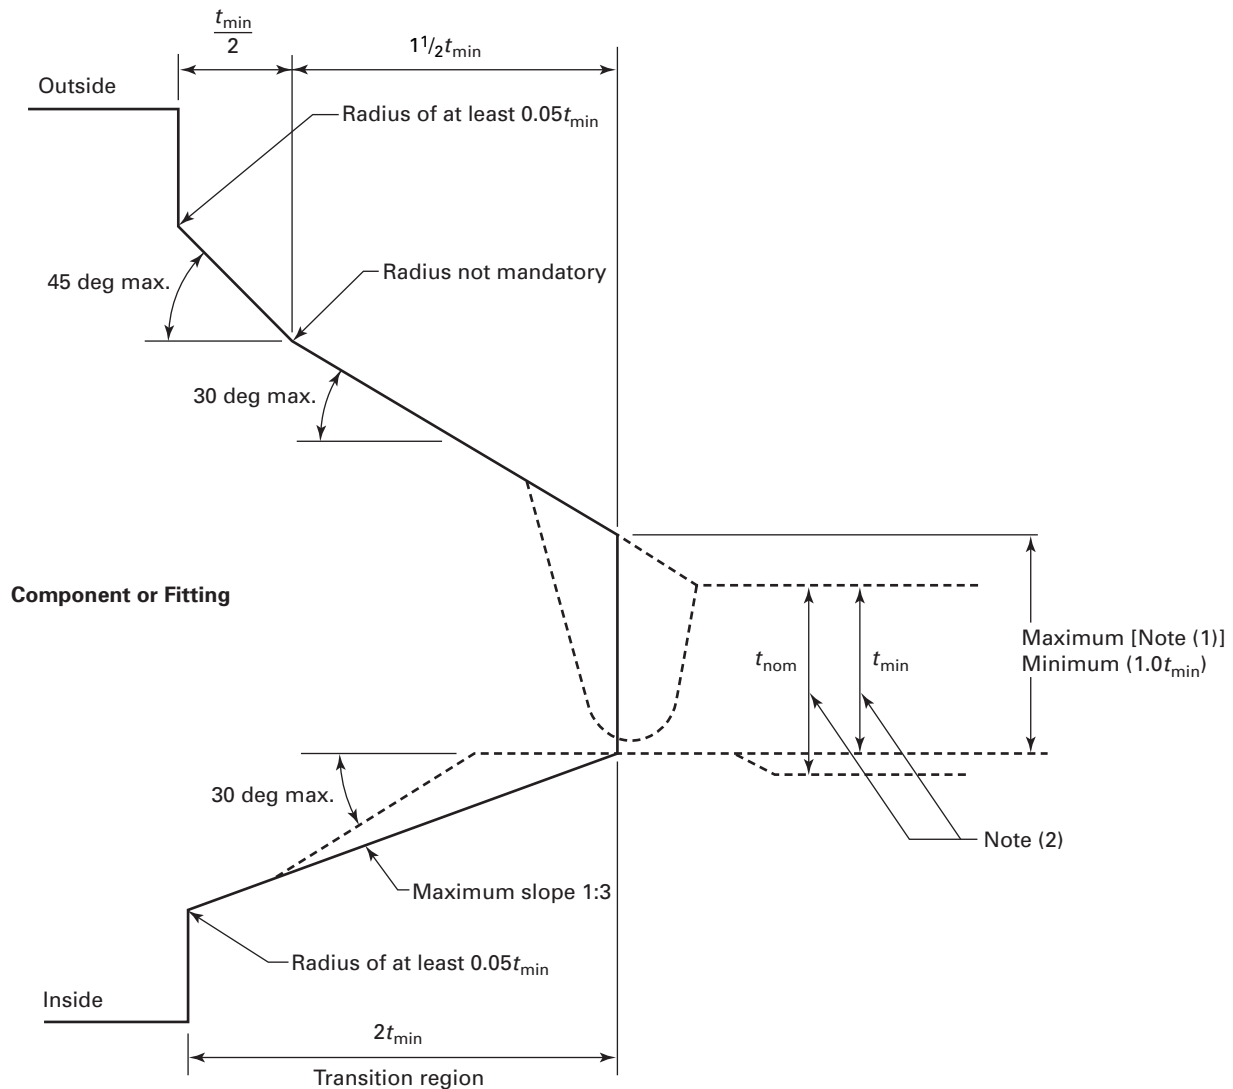 t_min
2
1 1/2 t_min
Outside
Radius of at least 0.05t_min
Radius not mandatory
45 deg max.
30 deg max.
Component or Fitting
Maximum [Note (1)]
Minimum (1.0t_min)
t_nom
t_min
30 deg max.
Note (2)
Maximum slope 1:3
Radius of at least 0.05t_min
Inside
2t_min
Transition region